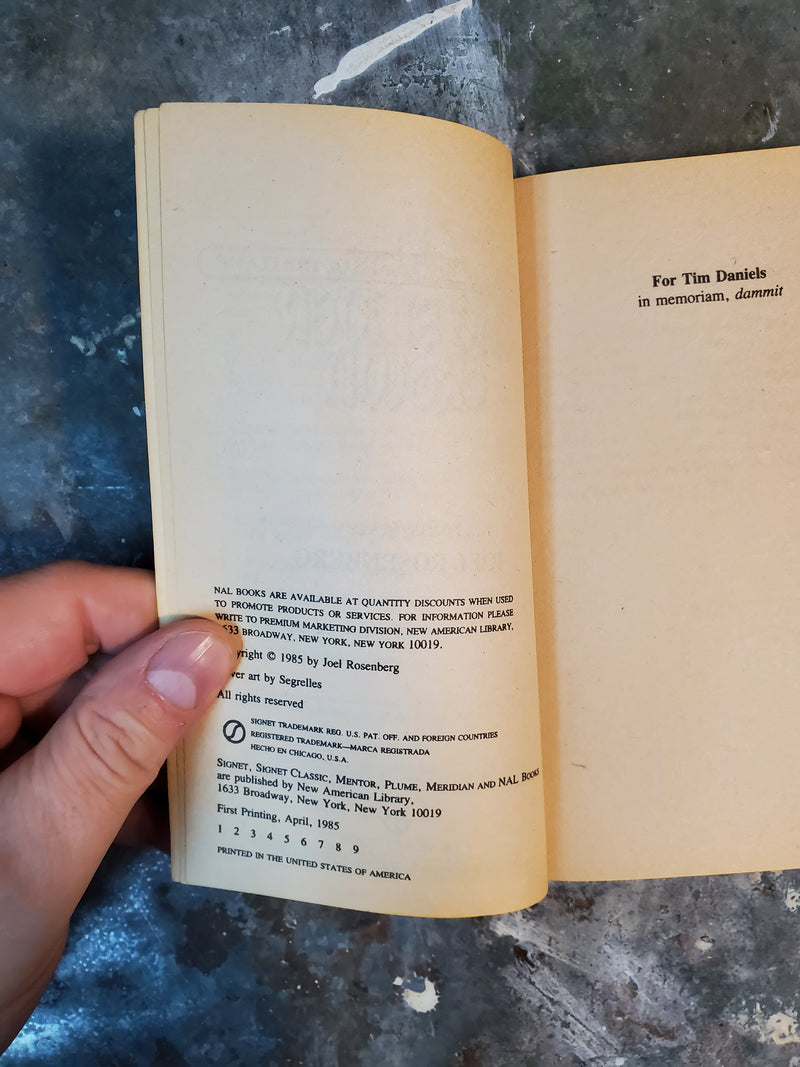 NAL BOOKS ARE AVAILABLE AT QUANTITY DISCOUNTS WHEN USED
TO PROMOTE PRODUCTS OR SERVICES. FOR INFORMATION PLEASE
WRITE TO PREMIUM MARKETING DIVISION, NEW AMERICAN LIBRARY,
1633 BROADWAY, NEW YORK, NEW YORK 10019.
© 1985 by Joel Rosenberg
art by Segrelles
All rights reserved
SIGNET TRADEMARK REG. U.S. PAT. OFF. AND FOREIGN COUNTRIES
REGISTERED TRADEMARK—MARCA REGISTRADA
HECHO EN CHICAGO, U.S.A.
SIGNET, SIGNET CLASSIC, MENTOR, PLUME, MERIDIAN AND NAL BOOKS
are published by New American Library,
1633 Broadway, New York, New York 10019
First Printing, April, 1985
1 2 3 4 5 6 7 8 9
PRINTED IN THE UNITED STATES OF AMERICA
For Tim Daniels
in memoriam, dammit